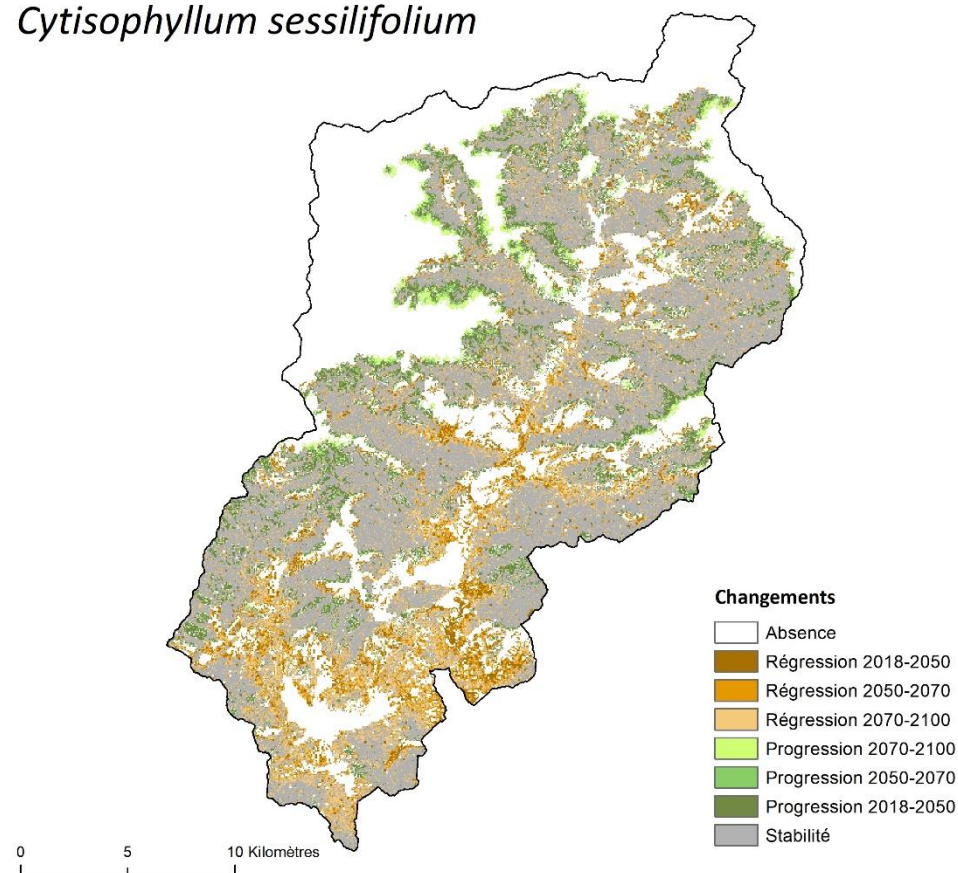 Cytisophyllum sessilifolium
Changements
Absence
Régression 2018-2050
Régression 2050-2070
Régression 2070-2100
Progression 2070-2100
Progression 2050-2070
Progression 2018-2050
Stabilité
0 5 10 Kilomètres